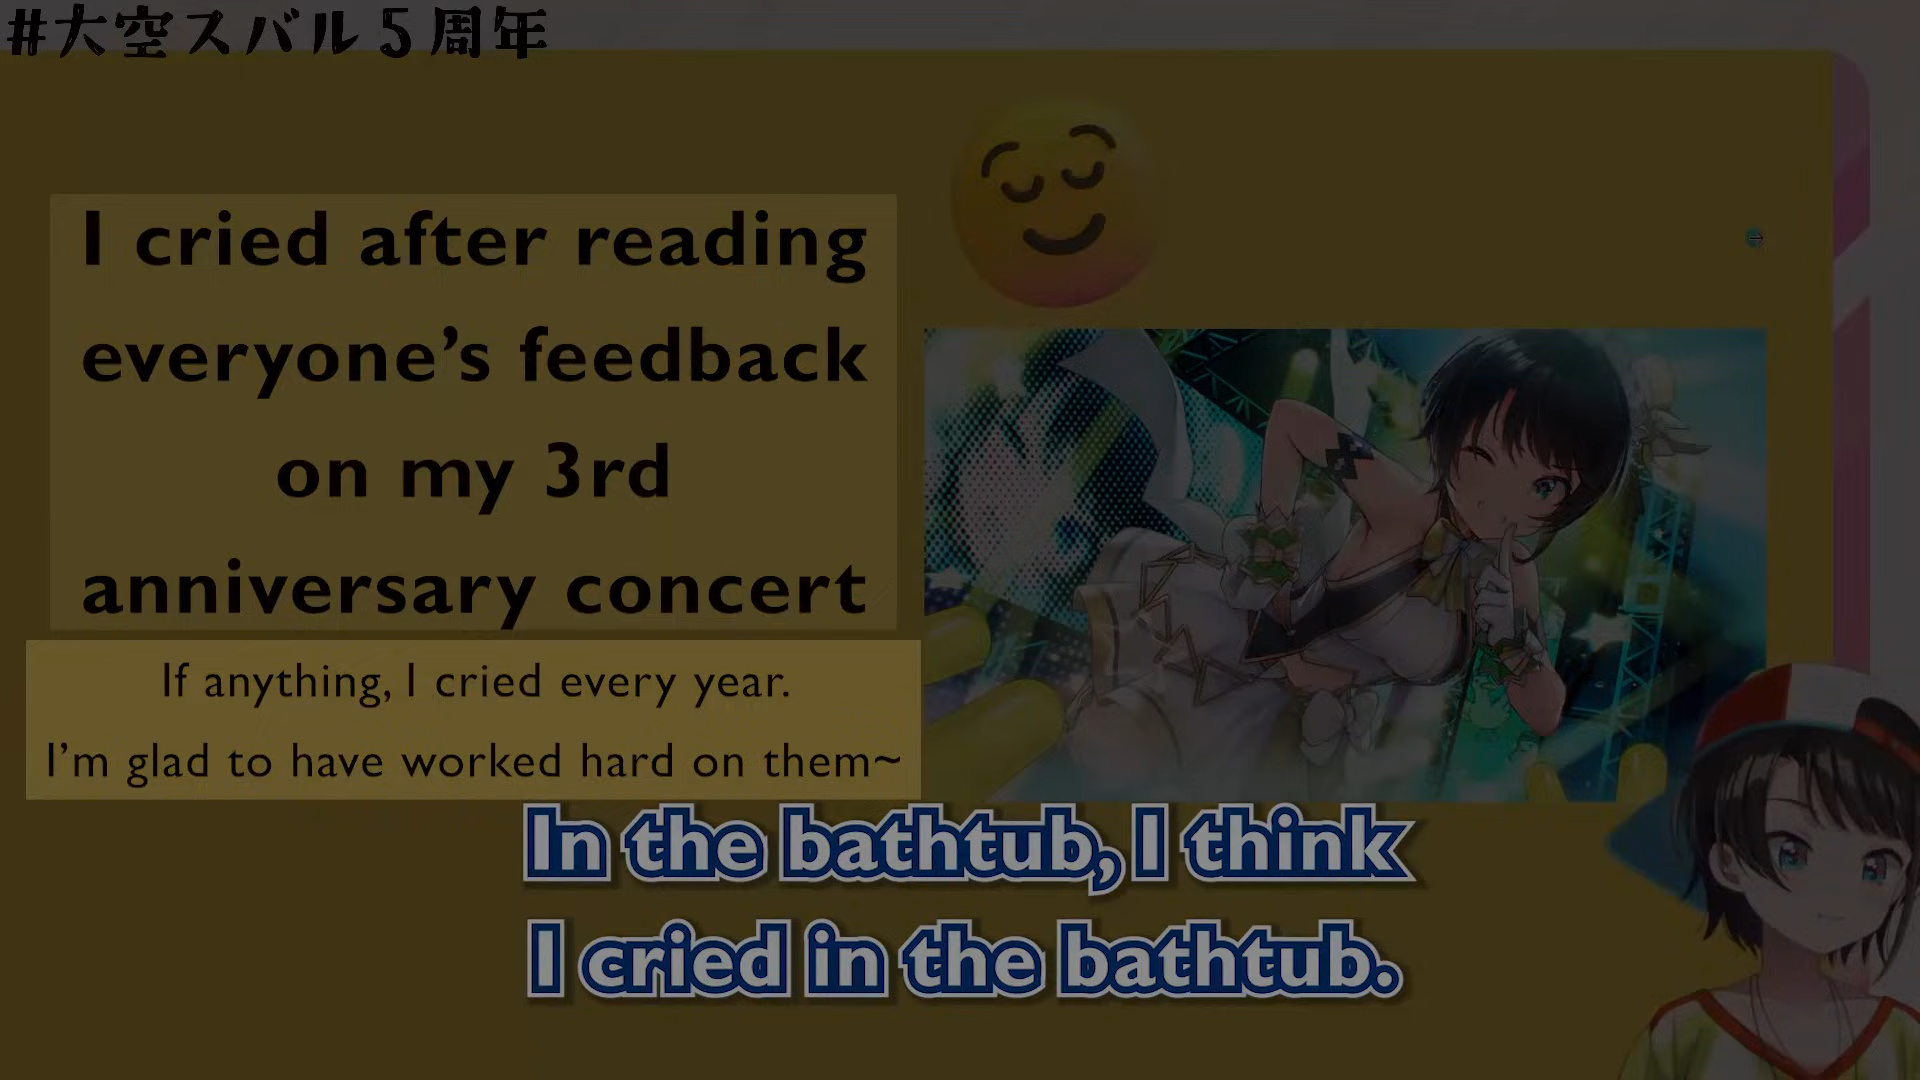 #大空スバル5周年
I cried after reading
everyone's feedback
on my 3rd
anniversary concert
If anything, I cried every year.
I'm glad to have worked hard on them~
In the bathtub, I think
I cried in the bathtub.